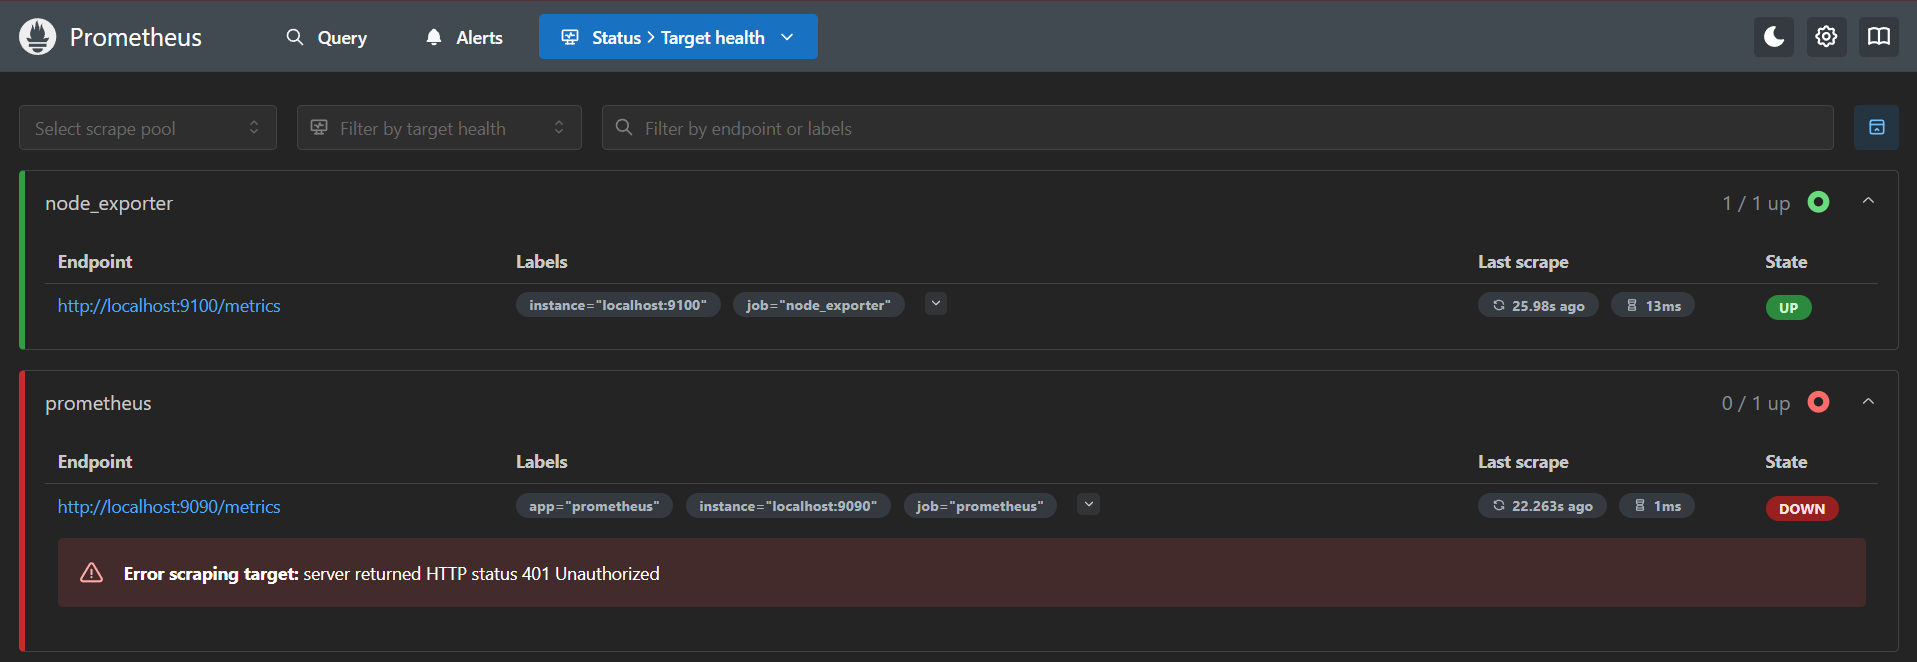 Prometheus Query Alerts Status > Target health
Select scrape pool Filter by target health Filter by endpoint or labels
node_exporter 1 / 1 up
Endpoint Labels Last scrape State
http://localhost:9100/metrics instance="localhost:9100" job="node_exporter" 25.98s ago 13ms UP
prometheus 0 / 1 up
Endpoint Labels Last scrape State
http://localhost:9090/metrics app="prometheus" instance="localhost:9090" job="prometheus" 22.263s ago 1ms DOWN
Error scraping target: server returned HTTP status 401 Unauthorized